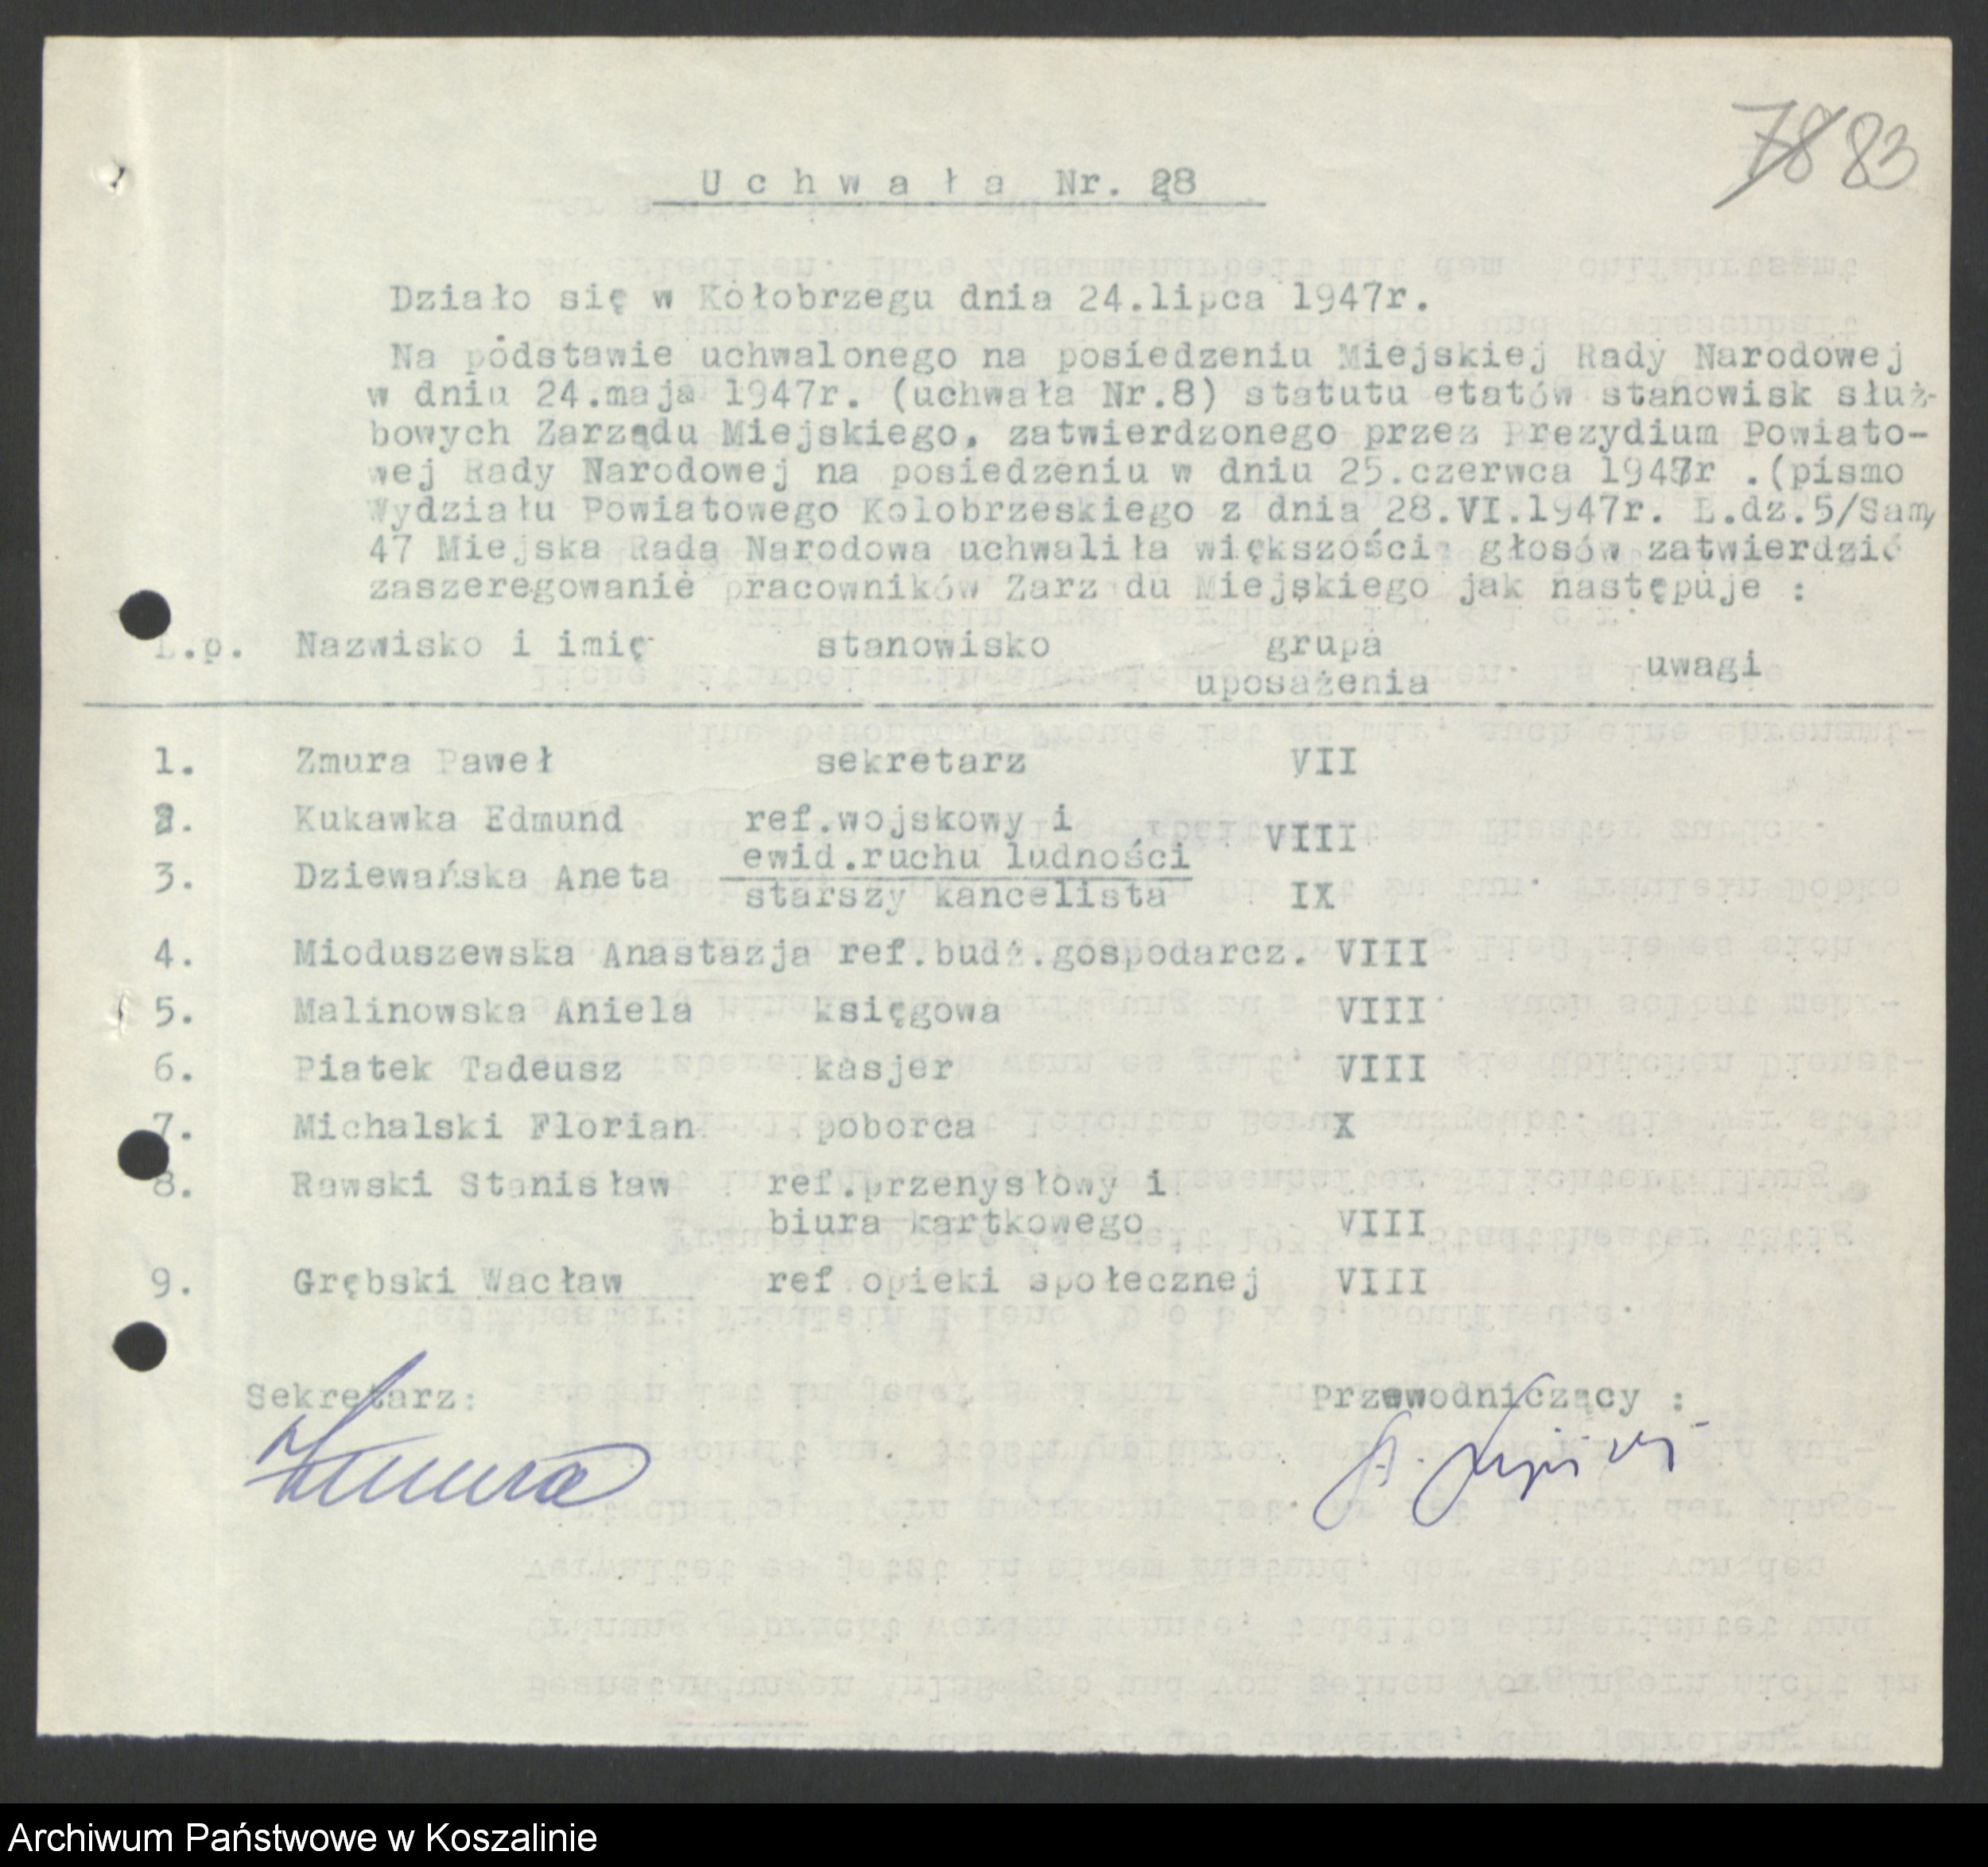 78 83
Uchwała Nr. 28
Działo się w Kołobrzegu dnia 24.lipca 1947r.
Na podstawie uchwalonego na posiedzeniu Miejskiej Rady Narodowej
w dniu 24.maja 1947r. (uchwała Nr.8) statutu etatów stanowisk służ-
bowych Zarządu Miejskiego, zatwierdzonego przez Prezydium Powiato-
wej Rady Narodowej na posiedzeniu w dniu 25.czerwca 1947r .(pismo
Wydziału Powiatowego Kolobrzeskiego z dnia 28.VI.1947r. L.dz.5/Sam/
47 Miejska Rada Narodowa uchwaliła większością głosów zatwierdzić
zaszeregowanie pracowników Zarz du Miejskiego jak następuje :
L.p. Nazwisko i imię stanowisko grupa uposażenia uwagi
1. Zmura Paweł sekretarz VII
2. Kukawka Edmund ref.wojskowy i
ewid.ruchu ludności VIII
3. Dziewańska Aneta starszy kancelista IX
4. Mioduszewska Anastazja ref.budż.gospodarcz. VIII
5. Malinowska Aniela księgowa VIII
6. Piatek Tadeusz kasjer VIII
7. Michalski Florian poborca X
8. Rawski Stanisław ref.przenysłowy i
biura kartkowego VIII
9. Grębski Wacław ref opieki społecznej VIII
Sekretarz: Przewodniczący :
Zmura
Archiwum Państwowe w Koszalinie